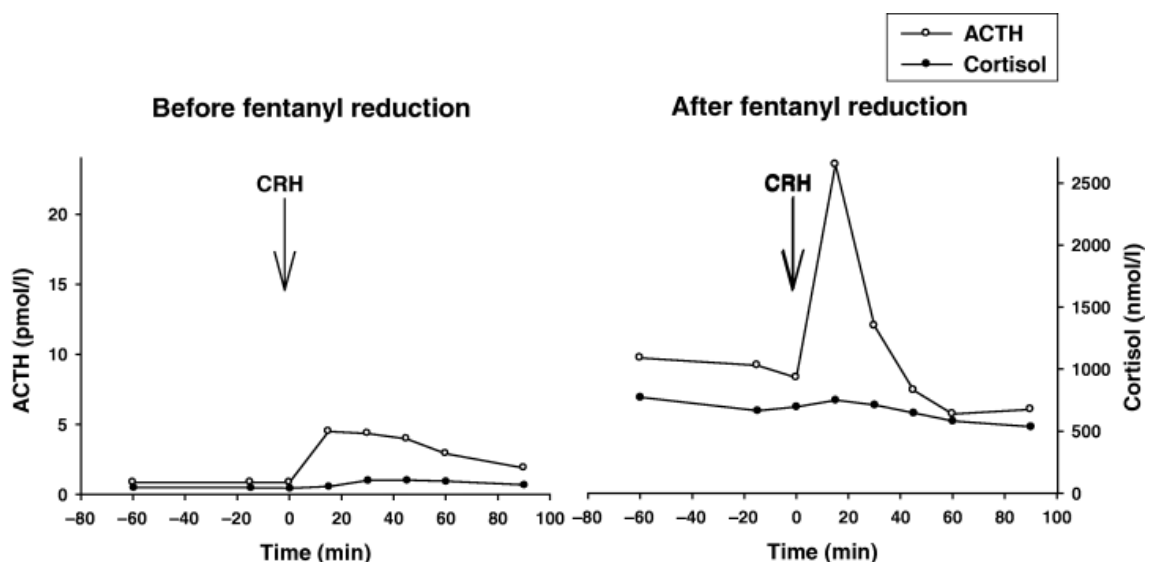 ACTH
Cortisol
Before fentanyl reduction
After fentanyl reduction
CRH
CRH
20
15
10
5
0
ACTH (pmol/l)
2500
2000
1500
1000
500
0
Cortisol (nmol/l)
−80 −60 −40 −20 0 20 40 60 80 100
−80 −60 −40 −20 0 20 40 60 80 100
Time (min)
Time (min)